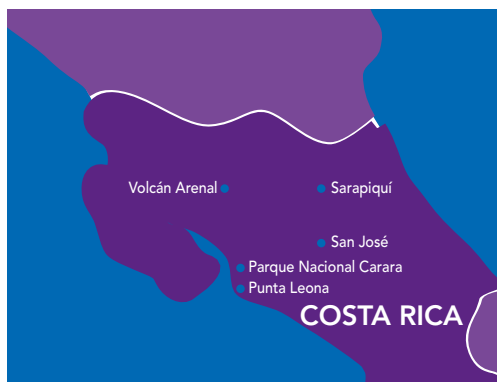 Volcán Arenal
Sarapiquí
San José
Parque Nacional Carara
Punta Leona
COSTA RICA